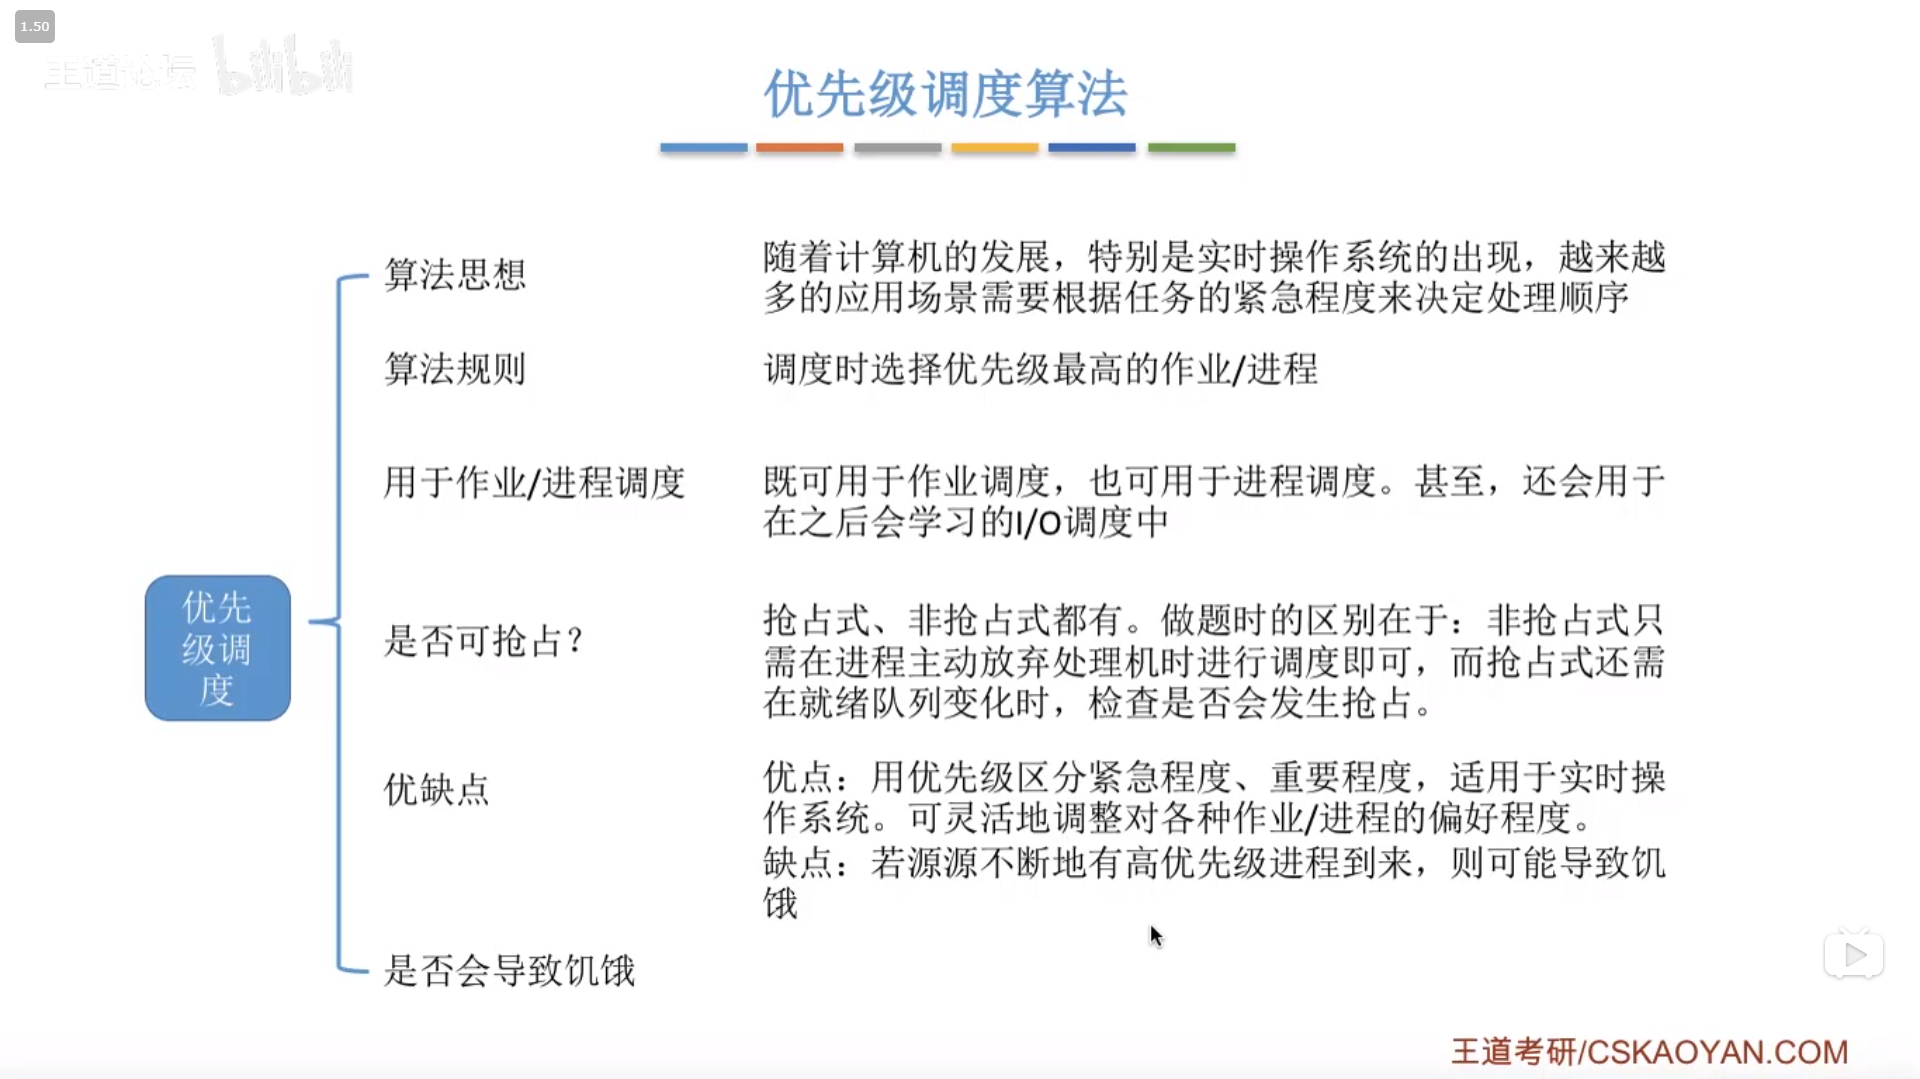 1.50
王道论坛 bilibili
优先级调度算法
算法思想
随着计算机的发展，特别是实时操作系统的出现，越来越
多的应用场景需要根据任务的紧急程度来决定处理顺序
算法规则
调度时选择优先级最高的作业/进程
用于作业/进程调度
既可用于作业调度，也可用于进程调度。甚至，还会用于
在之后会学习的I/O调度中
优先
级调
度
是否可抢占？
抢占式、非抢占式都有。做题时的区别在于：非抢占式只
需在进程主动放弃处理机时进行调度即可，而抢占式还需
在就绪队列变化时，检查是否会发生抢占。
优缺点
优点：用优先级区分紧急程度、重要程度，适用于实时操
作系统。可灵活地调整对各种作业/进程的偏好程度。
缺点：若源源不断地有高优先级进程到来，则可能导致饥
饿
是否会导致饥饿
王道考研/CSKAOYAN.COM